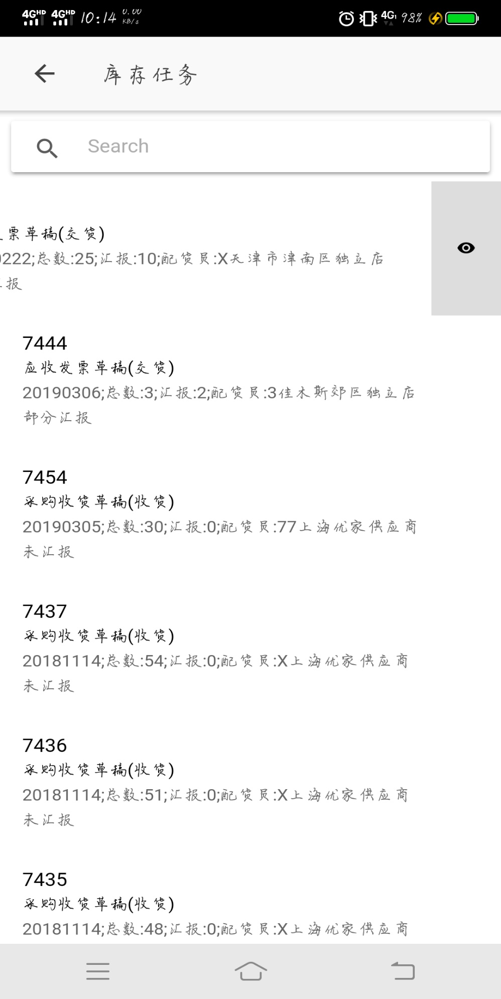 4GHD 4GHD 10:14 0.00 KB/s 4G 98%
库存任务
Search
票草稿(交货)
0222;总数:25;汇报:10;配货员:X天津市津南区独立店
报
7444
应收发票草稿(交货)
20190306;总数:3;汇报:2;配货员:3佳木斯郊区独立店
部分汇报
7454
采购收货草稿(收货)
20190305;总数:30;汇报:0;配货员:77上海优家供应商
未汇报
7437
采购收货草稿(收货)
20181114;总数:54;汇报:0;配货员:X上海优家供应商
未汇报
7436
采购收货草稿(收货)
20181114;总数:51;汇报:0;配货员:X上海优家供应商
未汇报
7435
采购收货草稿(收货)
20181114;总数:48;汇报:0;配货员:X上海优家供应商